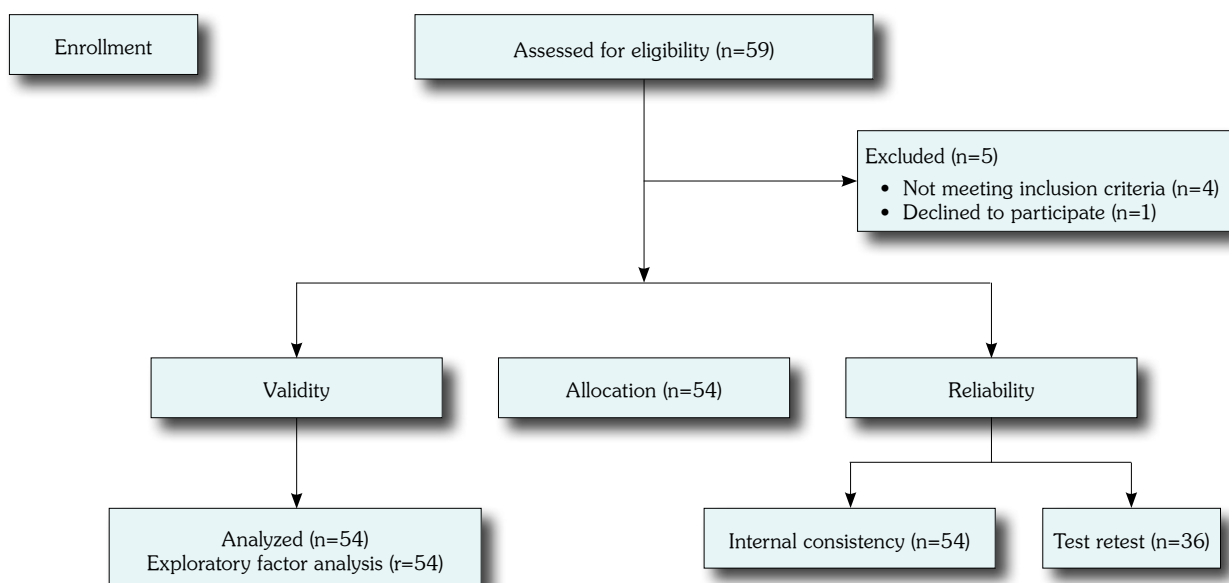 Enrollment
Assessed for eligibility (n=59)
Excluded (n=5)
• Not meeting inclusion criteria (n=4)
• Declined to participate (n=1)
Validity
Allocation (n=54)
Reliability
Analyzed (n=54)
Exploratory factor analysis (r=54)
Internal consistency (n=54)
Test retest (n=36)